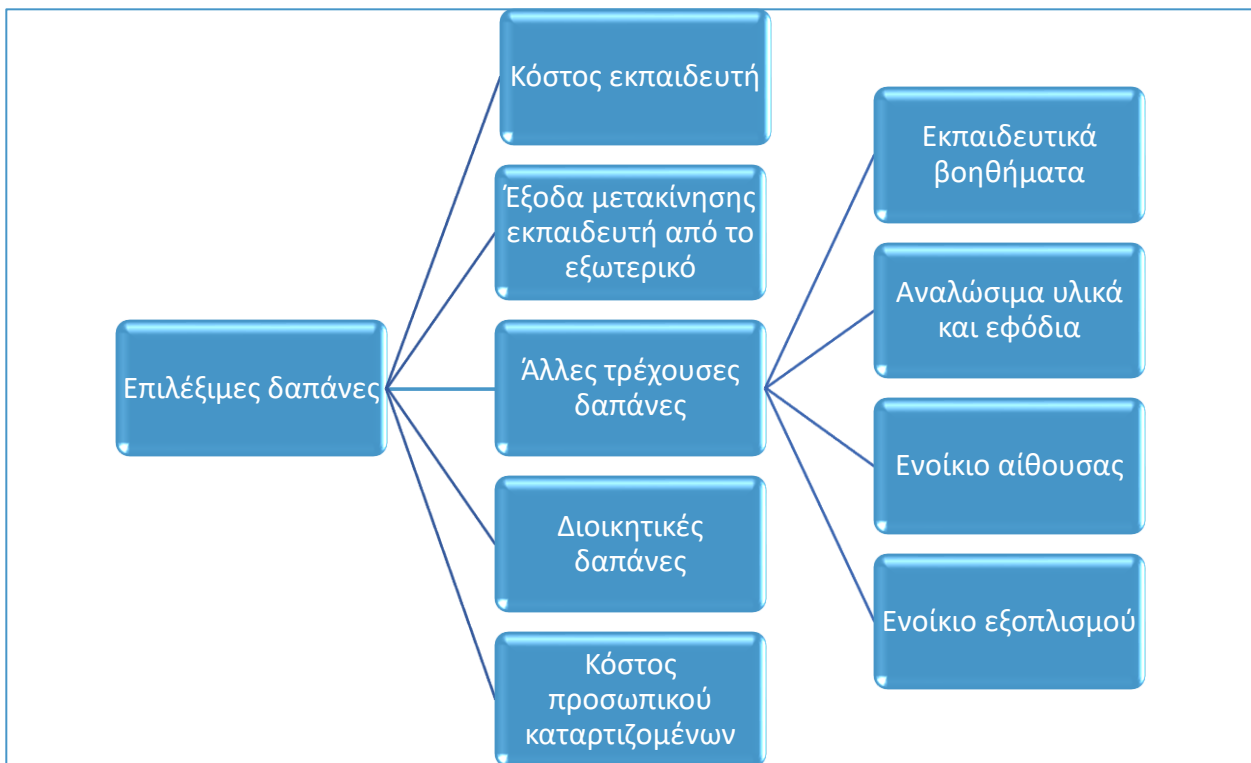 Επιλέξιμες δαπάνες
Κόστος εκπαιδευτή
Έξοδα μετακίνησης
εκπαιδευτή από το
εξωτερικό
Άλλες τρέχουσες
δαπάνες
Διοικητικές
δαπάνες
Κόστος
προσωπικού
καταρτιζομένων
Εκπαιδευτικά
βοηθήματα
Αναλώσιμα υλικά
και εφόδια
Ενοίκιο αίθουσας
Ενοίκιο εξοπλισμού